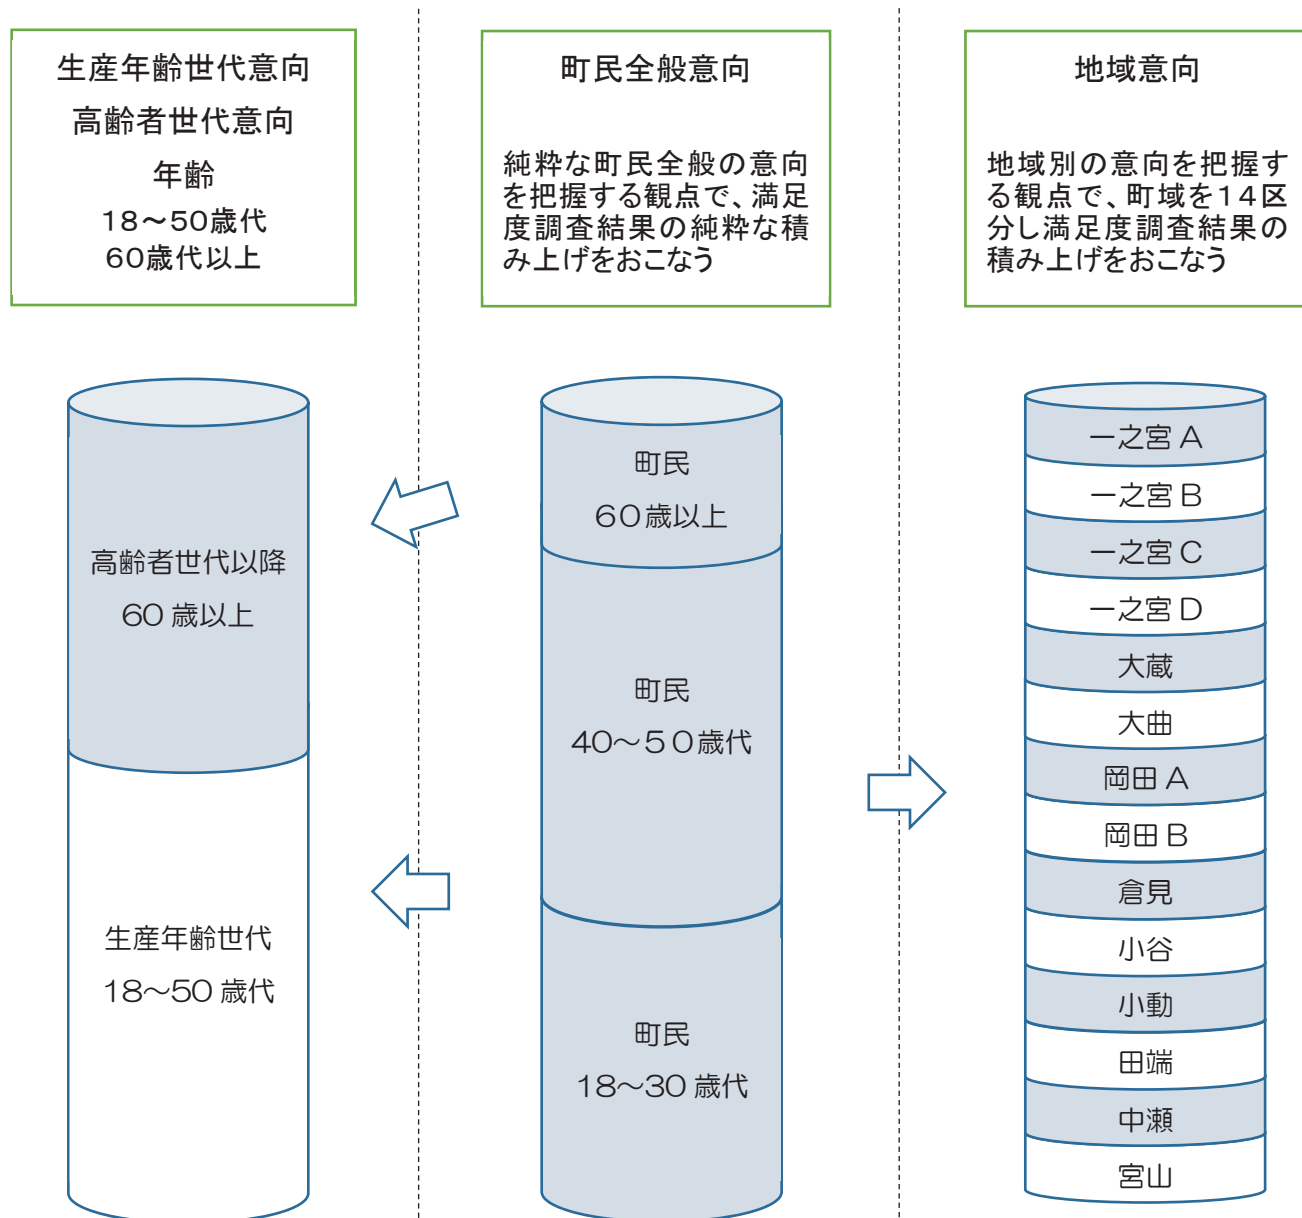 生産年齢世代意向
高齢者世代意向
年齢
18～50歳代
60歳代以上
町民全般意向
純粋な町民全般の意向
を把握する観点で、満足
度調査結果の純粋な積
み上げをおこなう
地域意向
地域別の意向を把握す
る観点で、町域を14区
分し満足度調査結果の
積み上げをおこなう
高齢者世代以降
60 歳以上
生産年齢世代
18～50 歳代
町民
60歳以上
町民
40～50歳代
町民
18～30 歳代
一之宮 A
一之宮 B
一之宮 C
一之宮 D
大蔵
大曲
岡田 A
岡田 B
倉見
小谷
小動
田端
中瀬
宮山